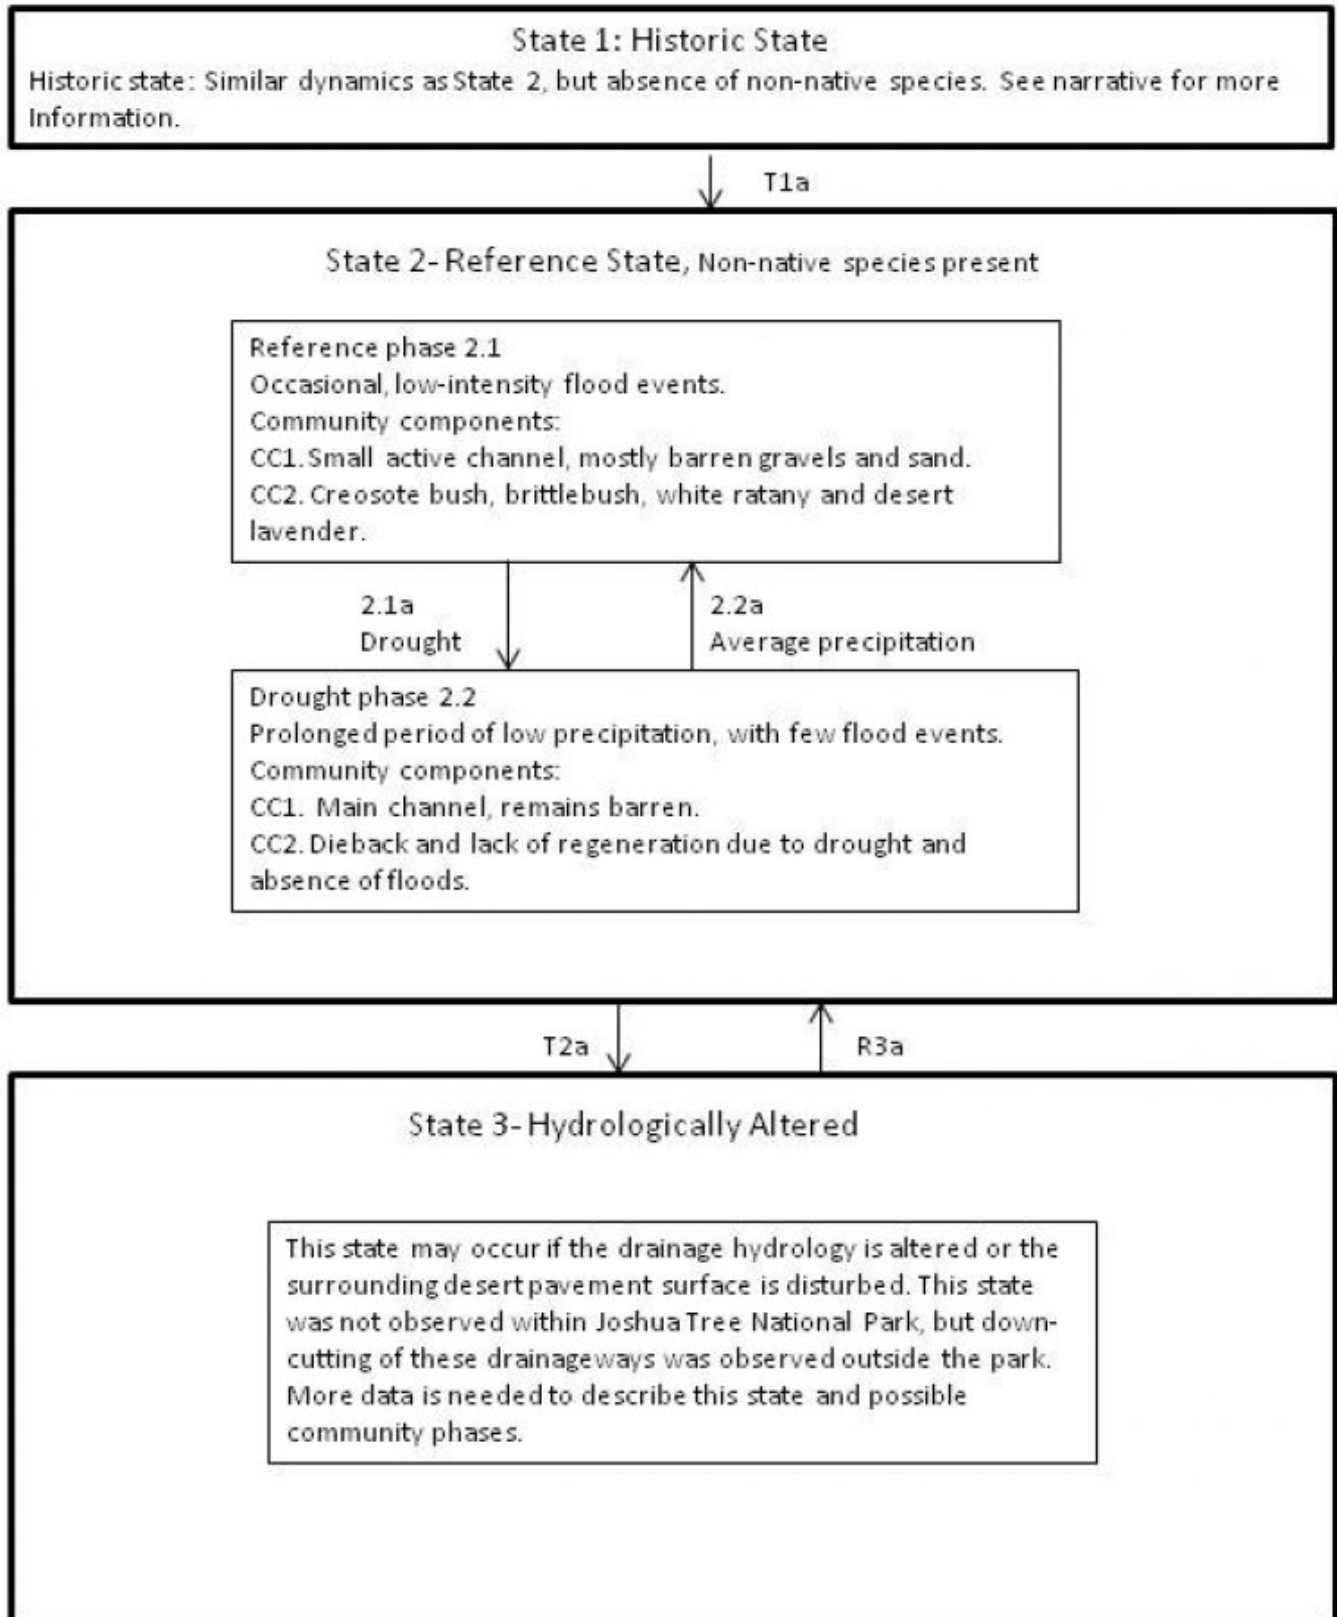 State 1: Historic State
Historic state: Similar dynamics as State 2, but absence of non-native species. See narrative for more
Information.
T1a
State 2- Reference State, Non-native species present
Reference phase 2.1
Occasional, low-intensity flood events.
Community components:
CC1. Small active channel, mostly barren gravels and sand.
CC2. Creosote bush, brittlebush, white ratany and desert
lavender.
2.1a
Drought
2.2a
Average precipitation
Drought phase 2.2
Prolonged period of low precipitation, with few flood events.
Community components:
CC1. Main channel, remains barren.
CC2. Dieback and lack of regeneration due to drought and
absence of floods.
T2a
R3a
State 3- Hydrologically Altered
This state may occur if the drainage hydrology is altered or the
surrounding desert pavement surface is disturbed. This state
was not observed within Joshua Tree National Park, but down-
cutting of these drainageways was observed outside the park.
More data is needed to describe this state and possible
community phases.